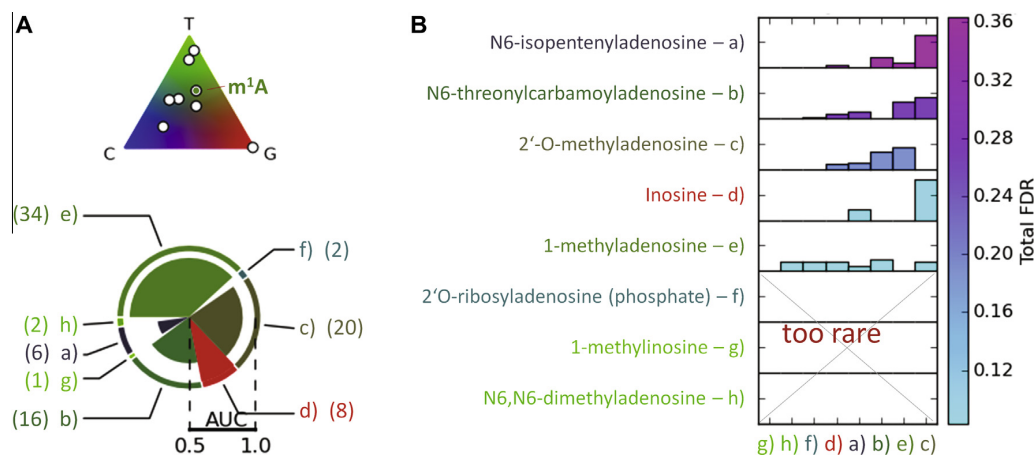 A
T
m¹A
C
G
(34) e)
f) (2)
(2) h)
c) (20)
(6) a)
(1) g)
(16) b)
d) (8)
AUC
0.5 1.0
B
N6-isopentenyladenosine – a)
N6-threonylcarbamoyladenosine – b)
2‘-O-methyladenosine – c)
Inosine – d)
1-methyladenosine – e)
2‘O-ribosyladenosine (phosphate) – f)
1-methylinosine – g)
N6,N6-dimethyladenosine – h)
too rare
g) h) f) d) a) b) e) c)
0.36
0.32
0.28
0.24
0.20
0.16
0.12
Total FDR